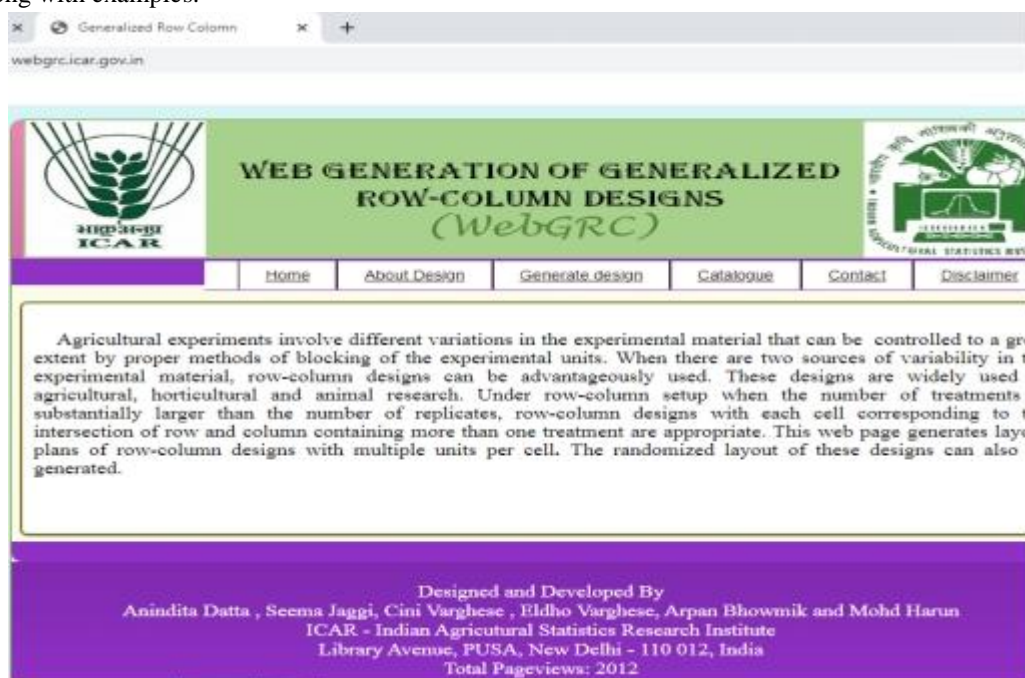 ng with examples.
Generalized Row Colomn
webgrc.icar.gov.in
भाकृअनुप
ICAR
WEB GENERATION OF GENERALIZED
ROW-COLUMN DESIGNS
(WebGRC)
Home About Design Generate design Catalogue Contact Disclaimer
Agricultural experiments involve different variations in the experimental material that can be controlled to a gre
extent by proper methods of blocking of the experimental units. When there are two sources of variability in t
experimental material, row-column designs can be advantageously used. These designs are widely used
agricultural, horticultural and animal research. Under row-column setup when the number of treatments
substantially larger than the number of replicates, row-column designs with each cell corresponding to t
intersection of row and column containing more than one treatment are appropriate. This web page generates layo
plans of row-column designs with multiple units per cell. The randomized layout of these designs can also
generated.
Designed and Developed By
Anindita Datta , Seema Jaggi, Cini Varghese , Eldho Varghese, Arpan Bhowmik and Mohd Harun
ICAR - Indian Agricutural Statistics Research Institute
Library Avenue, PUSA, New Delhi - 110 012, India
Total Pageviews: 2012